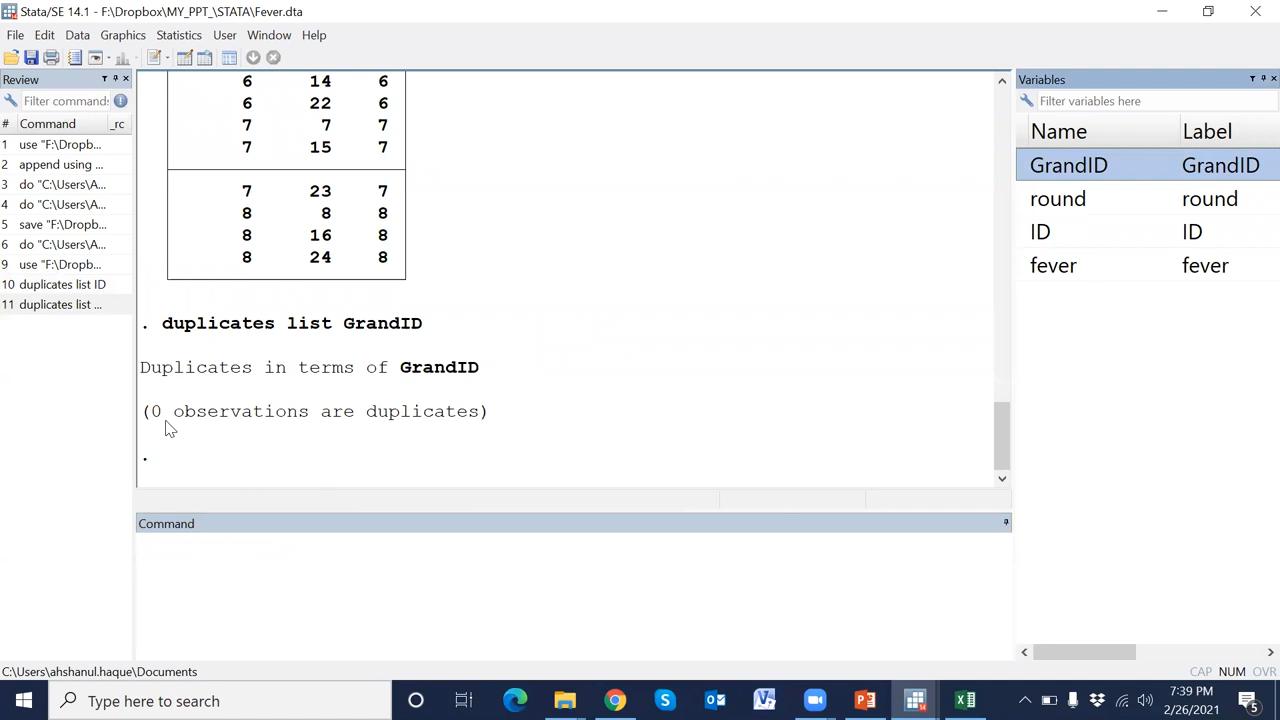 Stata/SE 14.1 - F:\Dropbox\MY_PPT_\STATA\Fever.dta
File Edit Data Graphics Statistics User Window Help
Review
Filter commands
# Command _rc
1 use "F:\Dropb...
2 append using ...
3 do "C:\Users\A...
4 do "C:\Users\A...
5 save "F:\Dropb...
6 do "C:\Users\A...
9 use "F:\Dropb...
10 duplicates list ID
11 duplicates list ...
6 14 6
6 22 6
7 7 7
7 15 7
7 23 7
8 8 8
8 16 8
8 24 8
. duplicates list GrandID
Duplicates in terms of GrandID
(0 observations are duplicates)
.
Command
Variables
Filter variables here
Name Label
GrandID GrandID
round round
ID ID
fever fever
C:\Users\ahshanul.haque\Documents
CAP NUM OVR
Type here to search
7:39 PM
2/26/2021
5